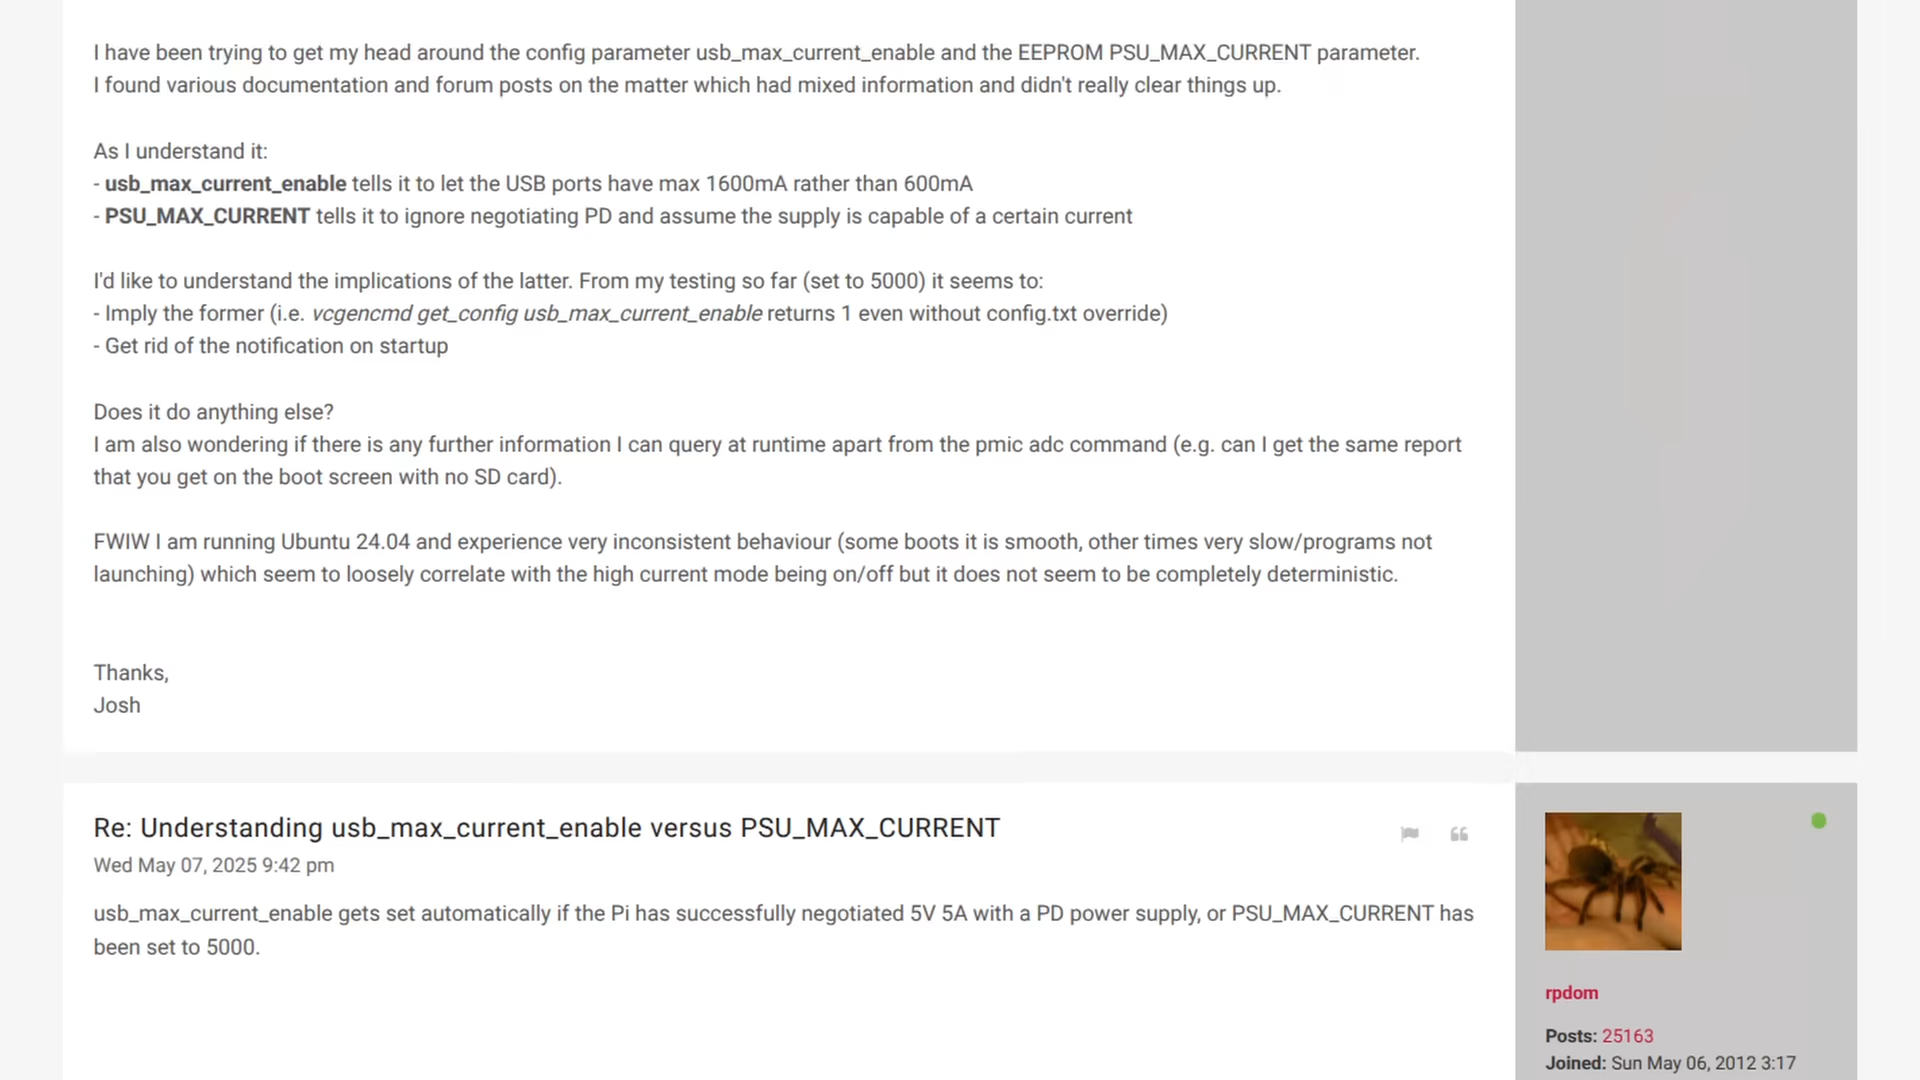 I have been trying to get my head around the config parameter usb_max_current_enable and the EEPROM PSU_MAX_CURRENT parameter.
I found various documentation and forum posts on the matter which had mixed information and didn't really clear things up.
As I understand it:
- usb_max_current_enable tells it to let the USB ports have max 1600mA rather than 600mA
- PSU_MAX_CURRENT tells it to ignore negotiating PD and assume the supply is capable of a certain current
I'd like to understand the implications of the latter. From my testing so far (set to 5000) it seems to:
- Imply the former (i.e. vcgencmd get_config usb_max_current_enable returns 1 even without config.txt override)
- Get rid of the notification on startup
Does it do anything else?
I am also wondering if there is any further information I can query at runtime apart from the pmic adc command (e.g. can I get the same report
that you get on the boot screen with no SD card).
FWIW I am running Ubuntu 24.04 and experience very inconsistent behaviour (some boots it is smooth, other times very slow/programs not
launching) which seem to loosely correlate with the high current mode being on/off but it does not seem to be completely deterministic.
Thanks,
Josh
Re: Understanding usb_max_current_enable versus PSU_MAX_CURRENT
Wed May 07, 2025 9:42 pm
usb_max_current_enable gets set automatically if the Pi has successfully negotiated 5V 5A with a PD power supply, or PSU_MAX_CURRENT has
been set to 5000.
rpdom
Posts: 25163
Joined: Sun May 06, 2012 3:17